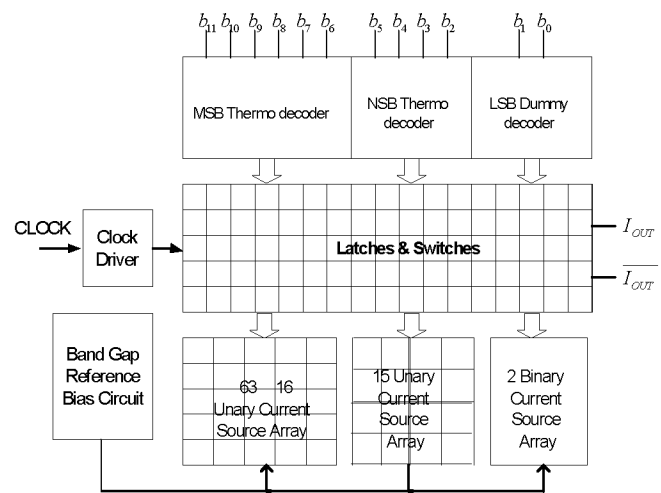 b11 b10 b9 b8 b7 b6 b5 b4 b3 b2 b1 b0
MSB Thermo decoder
NSB Thermo
decoder
LSB Dummy
decoder
CLOCK
Clock
Driver
Latches & Switches
I OUT
I OUT
Band Gap
Reference
Bias Circuit
63 16
Unary Current
Source Array
15 Unary
Current
Source
Array
2 Binary
Current
Source
Array